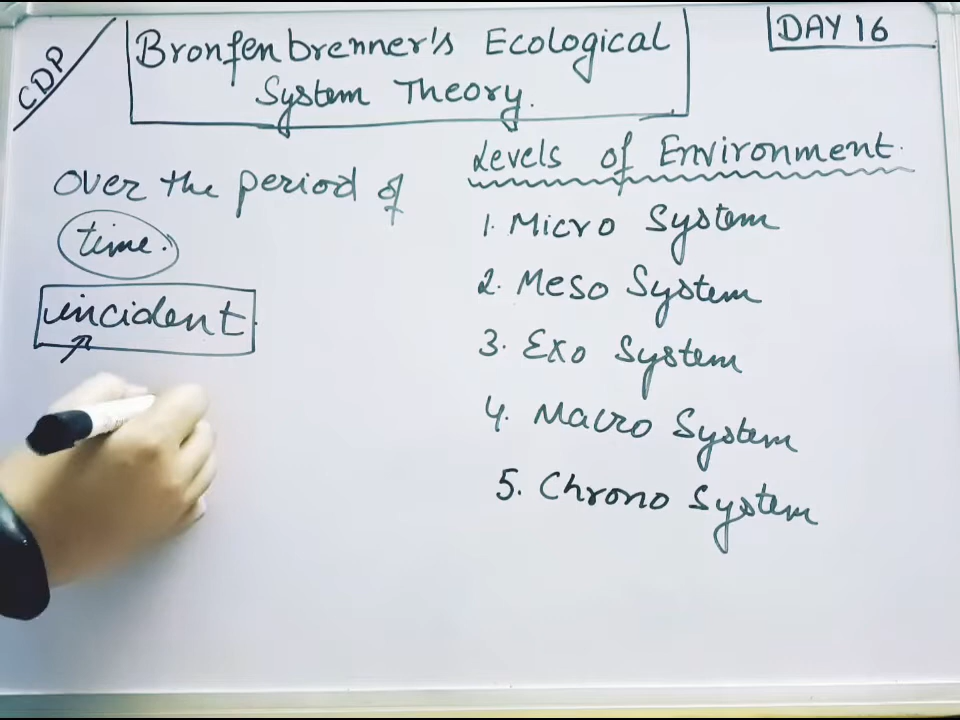 CDP
Bronfenbrenner's Ecological
System Theory.
DAY 16
over the period of
time.
incident
Levels of Environment.
1. Micro System
2. Meso System
3. Exo System
4. Macro System
5. Chrono System